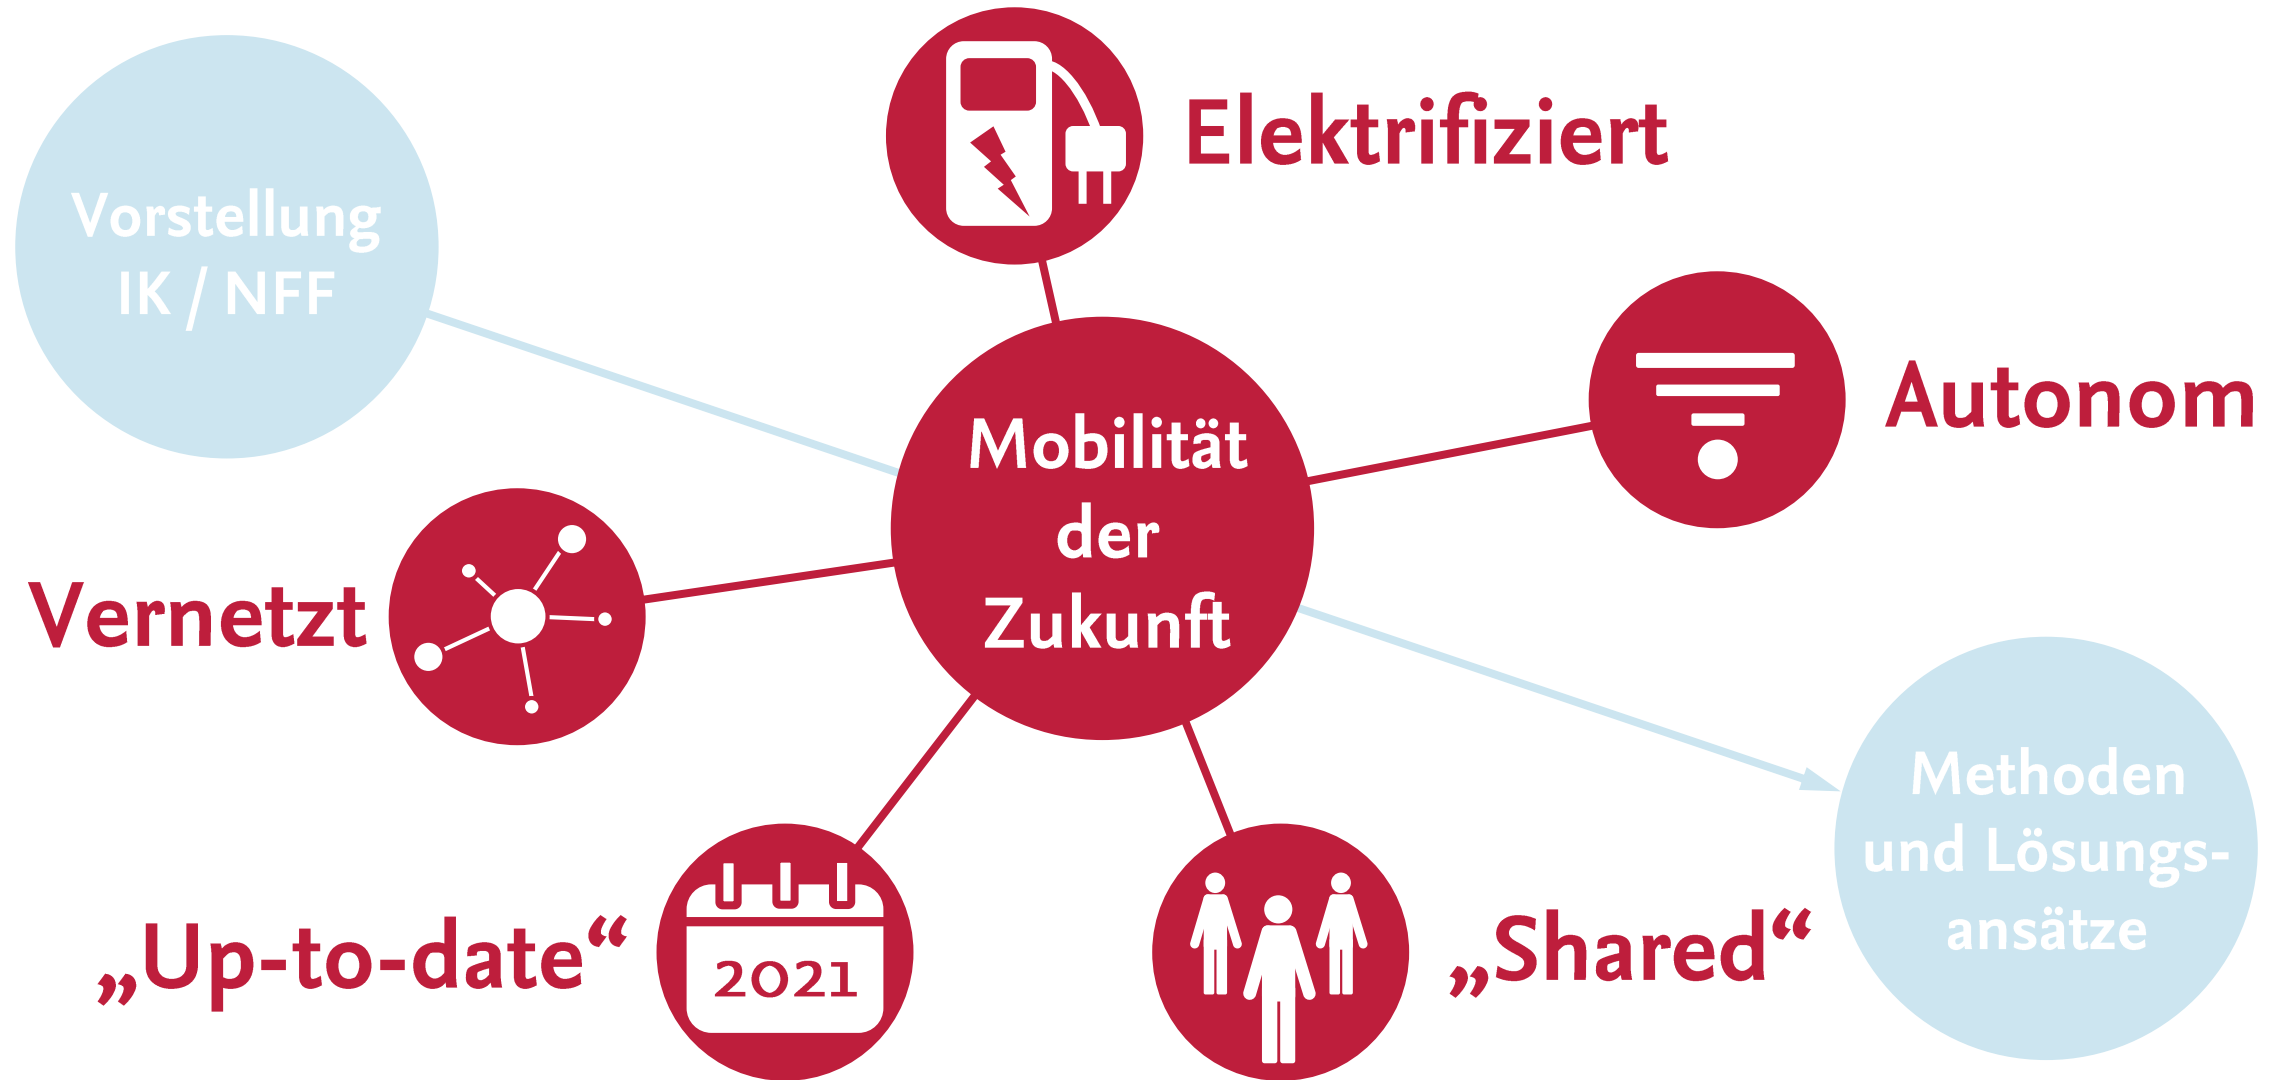 Vorstellung
IK / NFF
Elektrifiziert
Autonom
Mobilität
der
Zukunft
Vernetzt
„Up-to-date“
2021
„Shared“
Methoden
und Lösungs-
ansätze